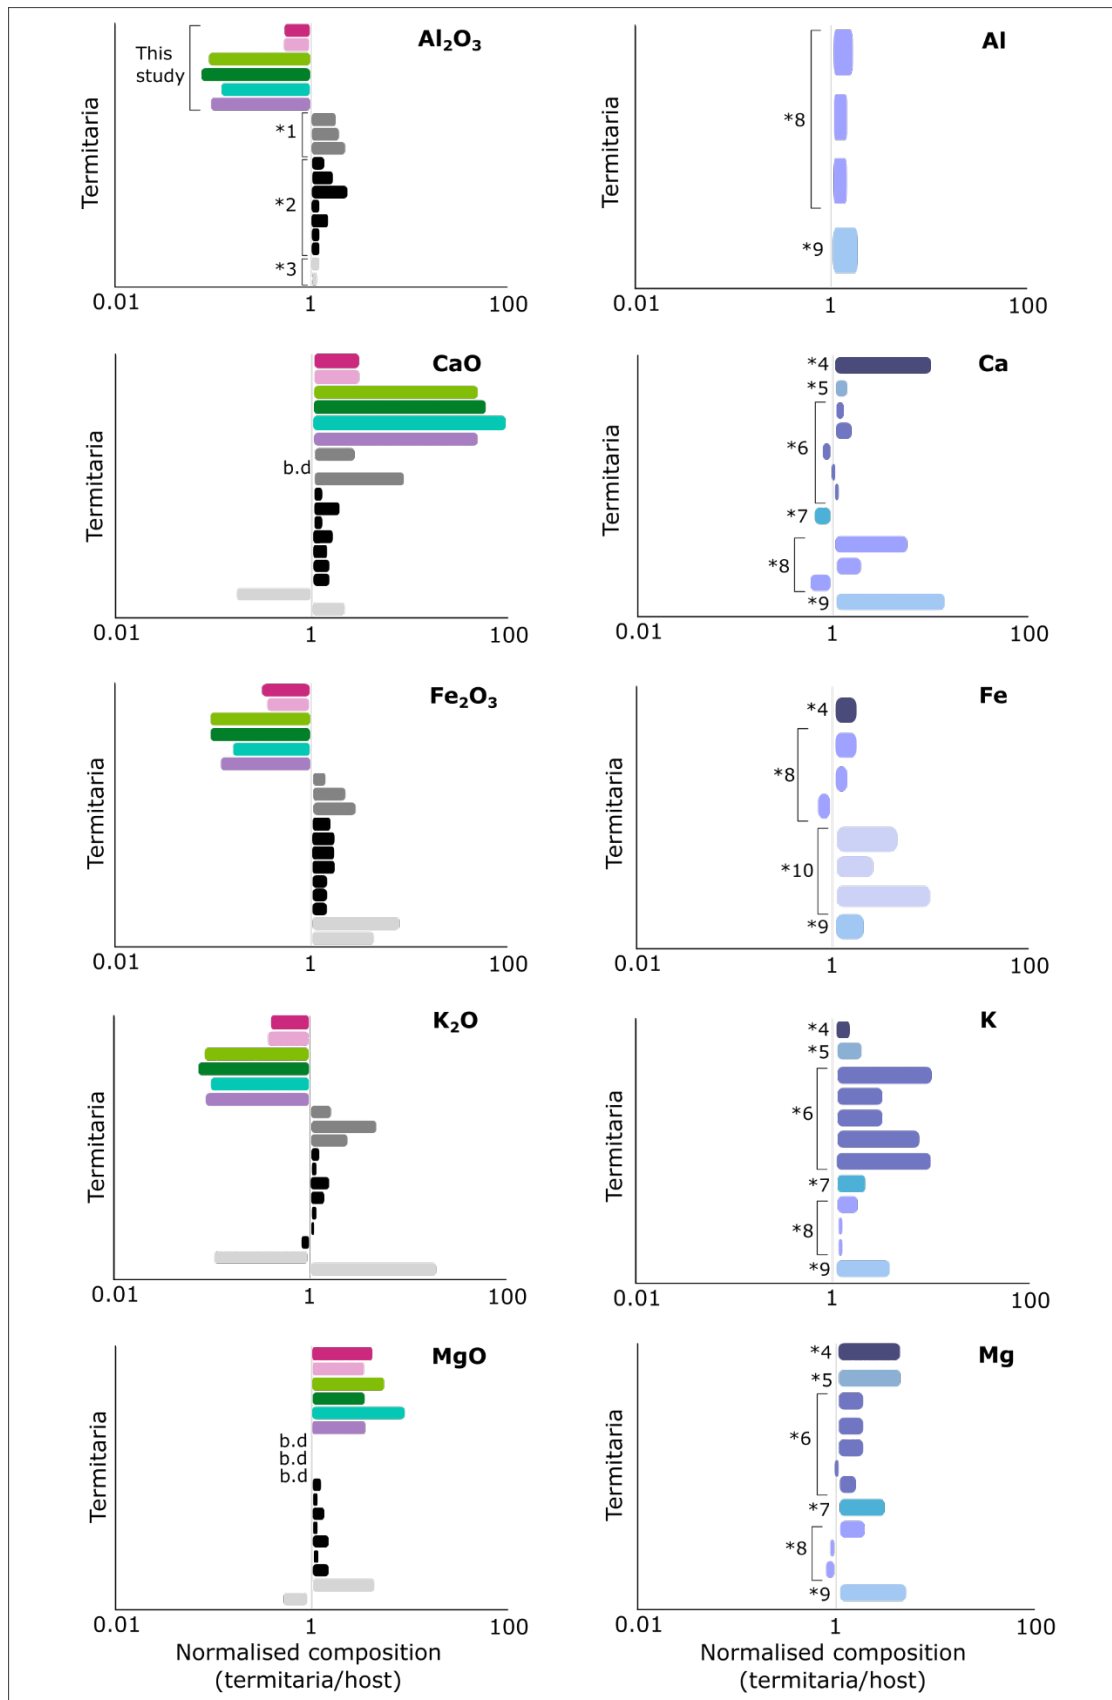 Al₂O₃
This
study
*1
*2
*3
Termitaria
0.01
1
100
Al
*8
*9
Termitaria
0.01
1
100
CaO
b.d
Termitaria
0.01
1
100
Ca
*4
*5
*6
*7
*8
*9
Termitaria
0.01
1
100
Fe₂O₃
Termitaria
0.01
1
100
Fe
*4
*8
*10
*9
Termitaria
0.01
1
100
K₂O
Termitaria
0.01
1
100
K
*4
*5
*6
*7
*8
*9
Termitaria
0.01
1
100
MgO
b.d
b.d
b.d
Termitaria
0.01
1
100
Normalised composition
(termitaria/host)
Mg
*4
*5
*6
*7
*8
*9
Termitaria
0.01
1
100
Normalised composition
(termitaria/host)